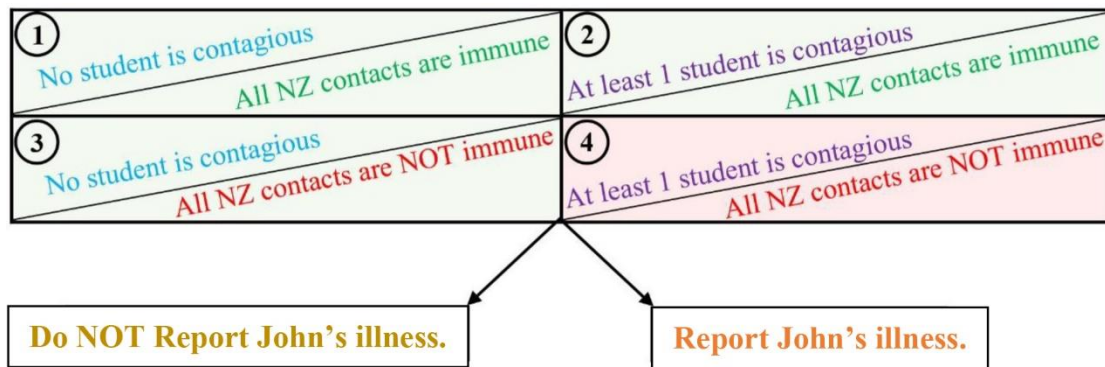 1
No student is contagious
All NZ contacts are immune
2
At least 1 student is contagious
All NZ contacts are immune
3
No student is contagious
All NZ contacts are NOT immune
4
At least 1 student is contagious
All NZ contacts are NOT immune
Do NOT Report John’s illness.
Report John’s illness.